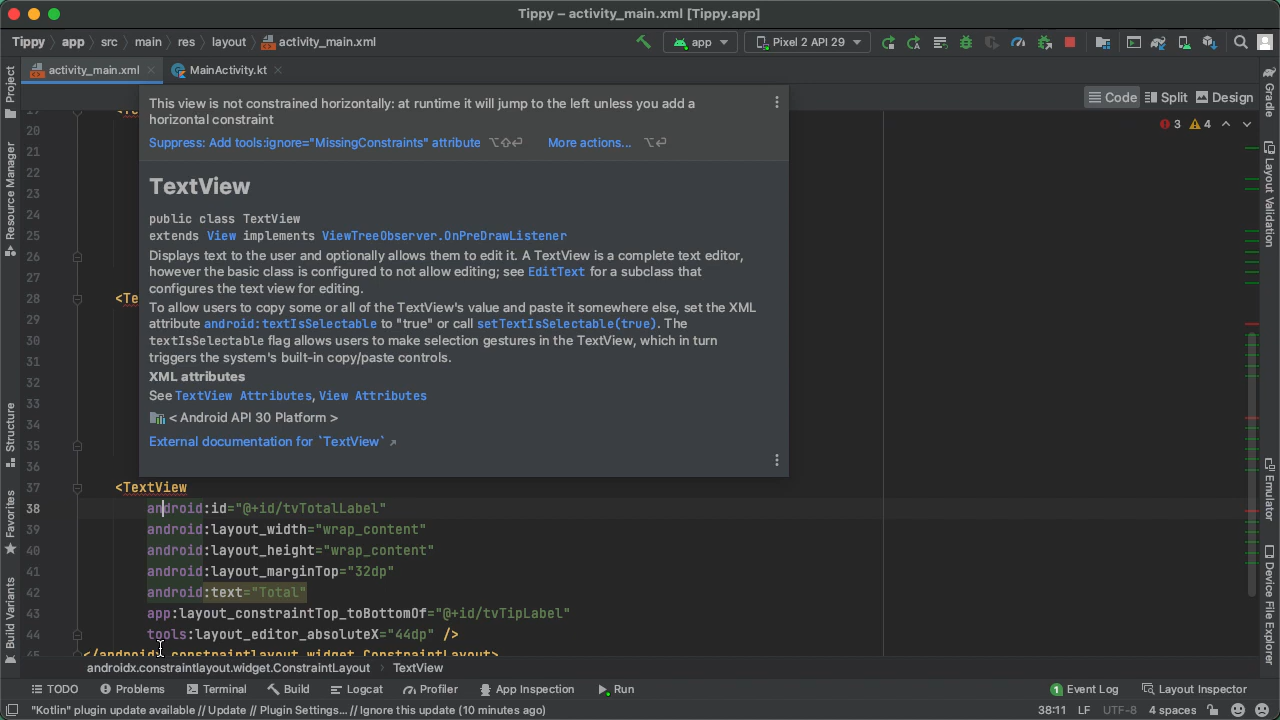 Tippy – activity_main.xml [Tippy.app]
Tippy app src main res layout activity_main.xml app Pixel 2 API 29
activity_main.xml MainActivity.kt
Code Split Design
3 4
This view is not constrained horizontally: at runtime it will jump to the left unless you add a
horizontal constraint
Suppress: Add tools:ignore="MissingConstraints" attribute ⌥⇧⏎ More actions... ⌥⏎
TextView
public class TextView
extends View implements ViewTreeObserver.OnPreDrawListener
Displays text to the user and optionally allows them to edit it. A TextView is a complete text editor,
however the basic class is configured to not allow editing; see EditText for a subclass that
configures the text view for editing.
To allow users to copy some or all of the TextView's value and paste it somewhere else, set the XML
attribute android:textIsSelectable to "true" or call setTextIsSelectable(true). The
textIsSelectable flag allows users to make selection gestures in the TextView, which in turn
triggers the system's built-in copy/paste controls.
XML attributes
See TextView Attributes, View Attributes
< Android API 30 Platform >
External documentation for `TextView` ↗
20
21
22
23
24
25
26
27
28 <Te
29
30
31
32
33
34
35
36
37 <TextView
38 android:id="@+id/tvTotalLabel"
39 android:layout_width="wrap_content"
40 android:layout_height="wrap_content"
41 android:layout_marginTop="32dp"
42 android:text="Total"
43 app:layout_constraintTop_toBottomOf="@+id/tvTipLabel"
44 tools:layout_editor_absoluteX="44dp" />
45 </androidx.constraintlayout.widget.ConstraintLayout>
androidx.constraintlayout.widget.ConstraintLayout TextView
Project
Resource Manager
Structure
Favorites
Build Variants
Gradle
Layout Validation
Emulator
Device File Explorer
TODO Problems Terminal Build Logcat Profiler App Inspection Run 1 Event Log Layout Inspector
"Kotlin" plugin update available // Update // Plugin Settings... // Ignore this update (10 minutes ago) 38:11 LF UTF-8 4 spaces